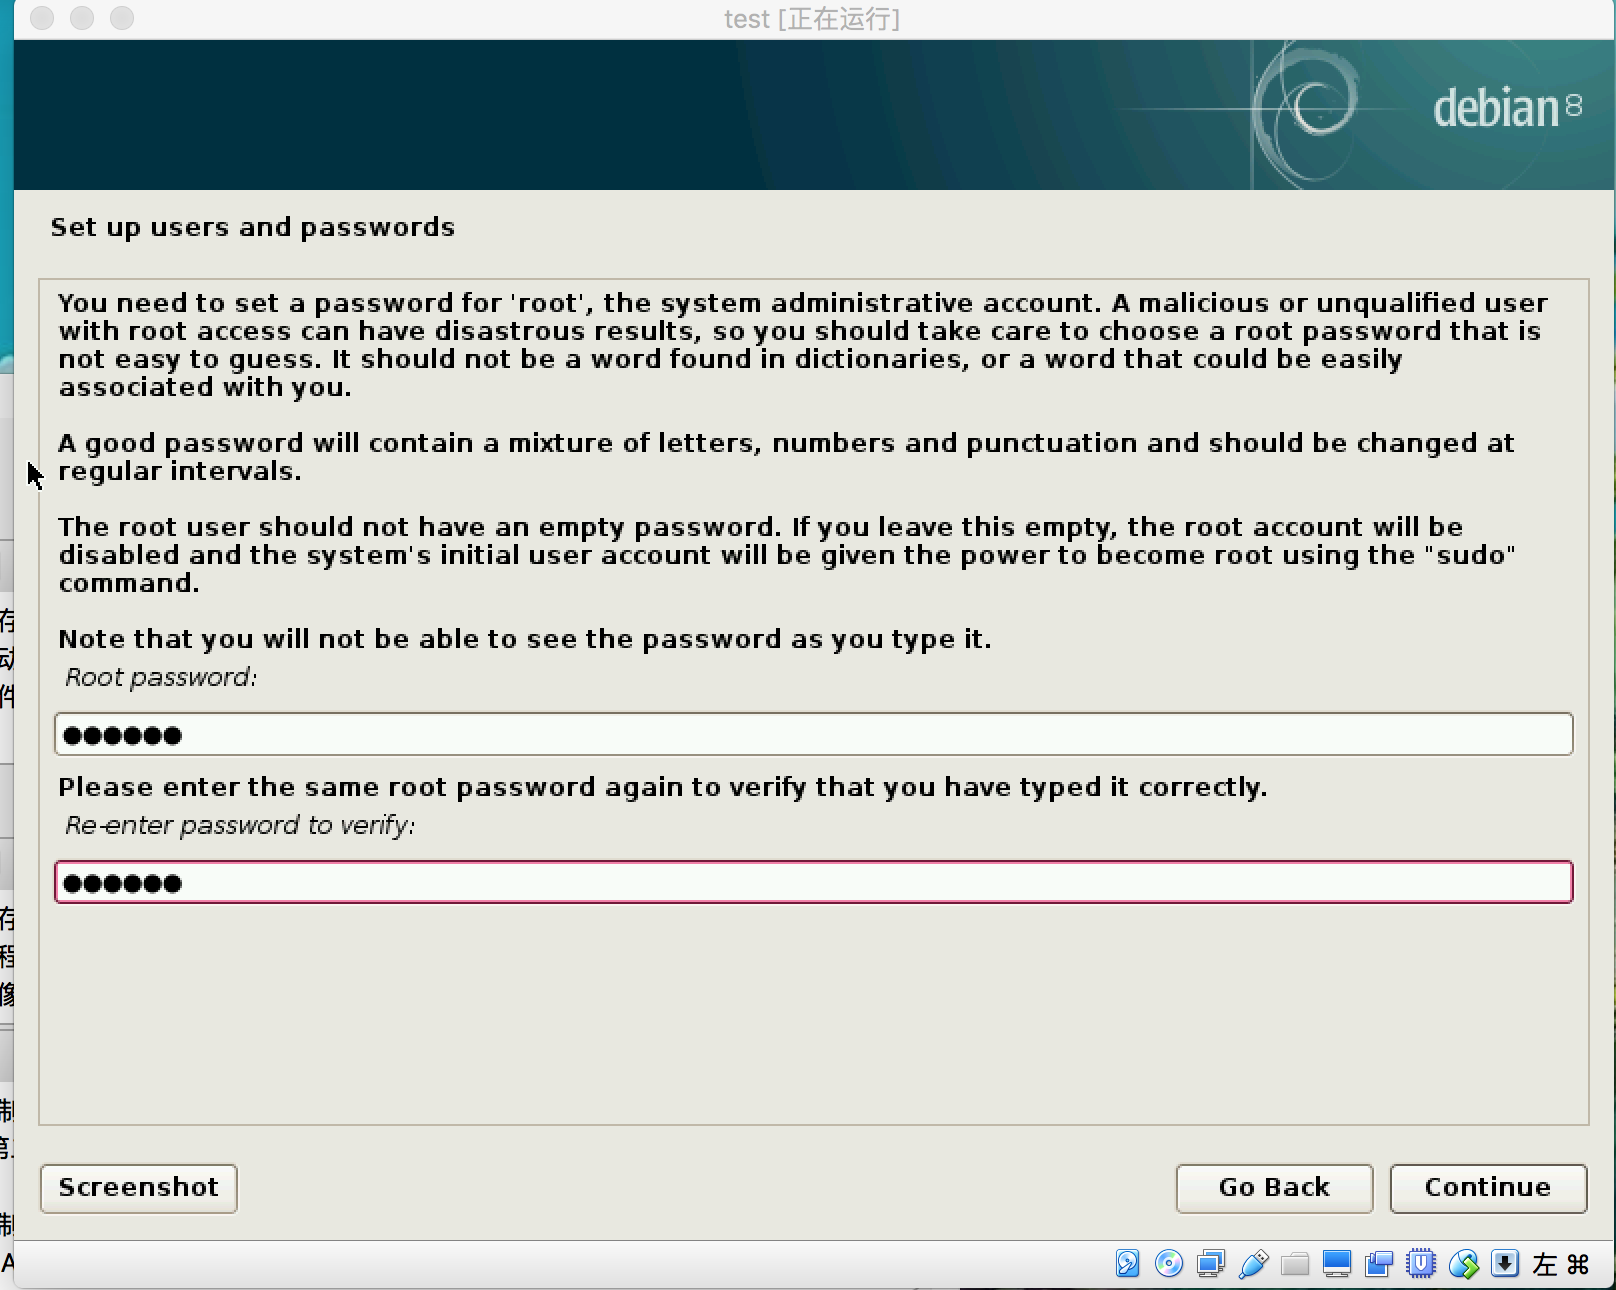 test [正在运行]
debian 8
Set up users and passwords
You need to set a password for 'root', the system administrative account. A malicious or unqualified user
with root access can have disastrous results, so you should take care to choose a root password that is
not easy to guess. It should not be a word found in dictionaries, or a word that could be easily
associated with you.
A good password will contain a mixture of letters, numbers and punctuation and should be changed at
regular intervals.
The root user should not have an empty password. If you leave this empty, the root account will be
disabled and the system's initial user account will be given the power to become root using the "sudo"
command.
Note that you will not be able to see the password as you type it.
Root password:
●●●●●●
Please enter the same root password again to verify that you have typed it correctly.
Re-enter password to verify:
●●●●●●
Screenshot
Go Back
Continue
左 ⌘